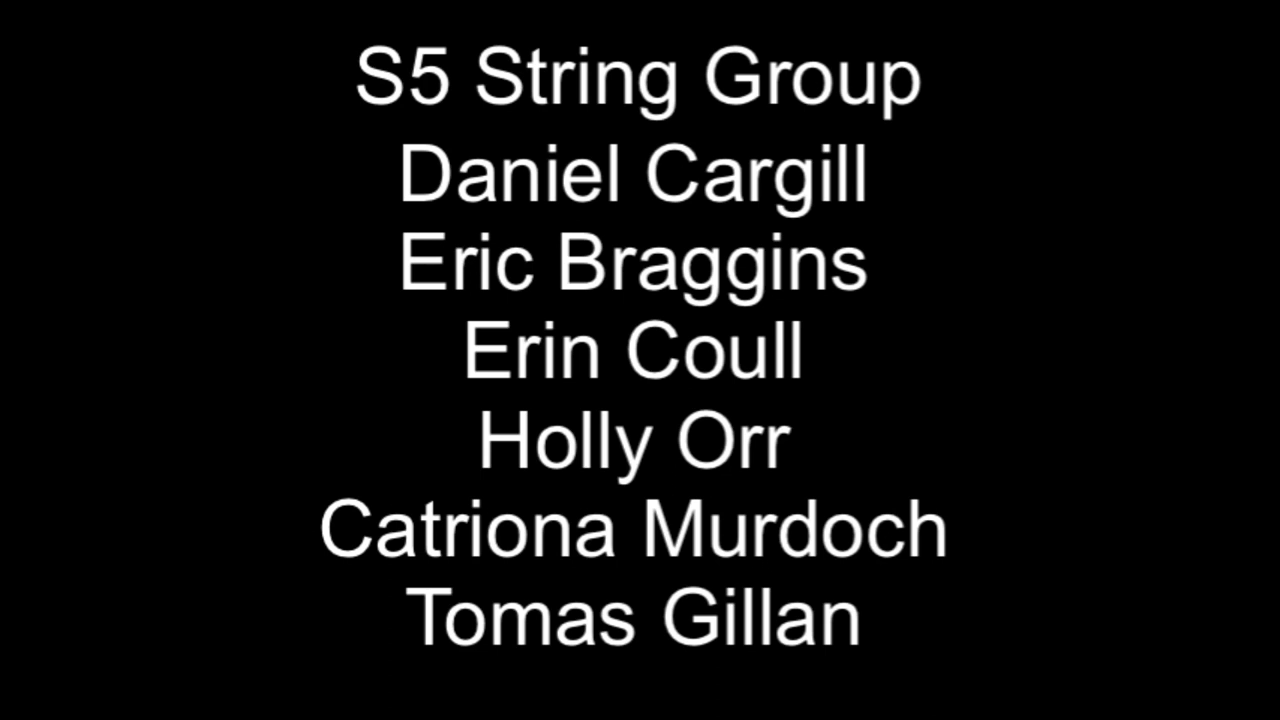 S5 String Group
Daniel Cargill
Eric Braggins
Erin Coull
Holly Orr
Catriona Murdoch
Tomas Gillan